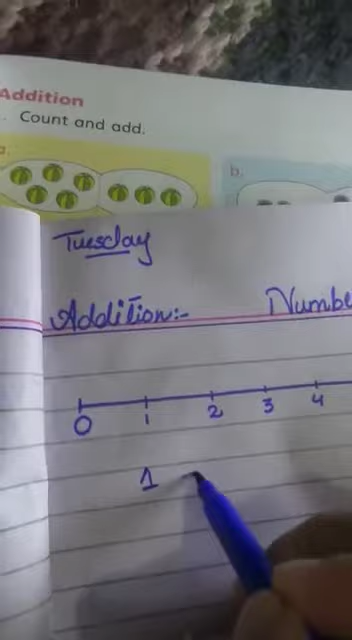 Addition
Count and add.
a.
b.
Tuesday
Addition:- Numbe
0 1 2 3 4
1